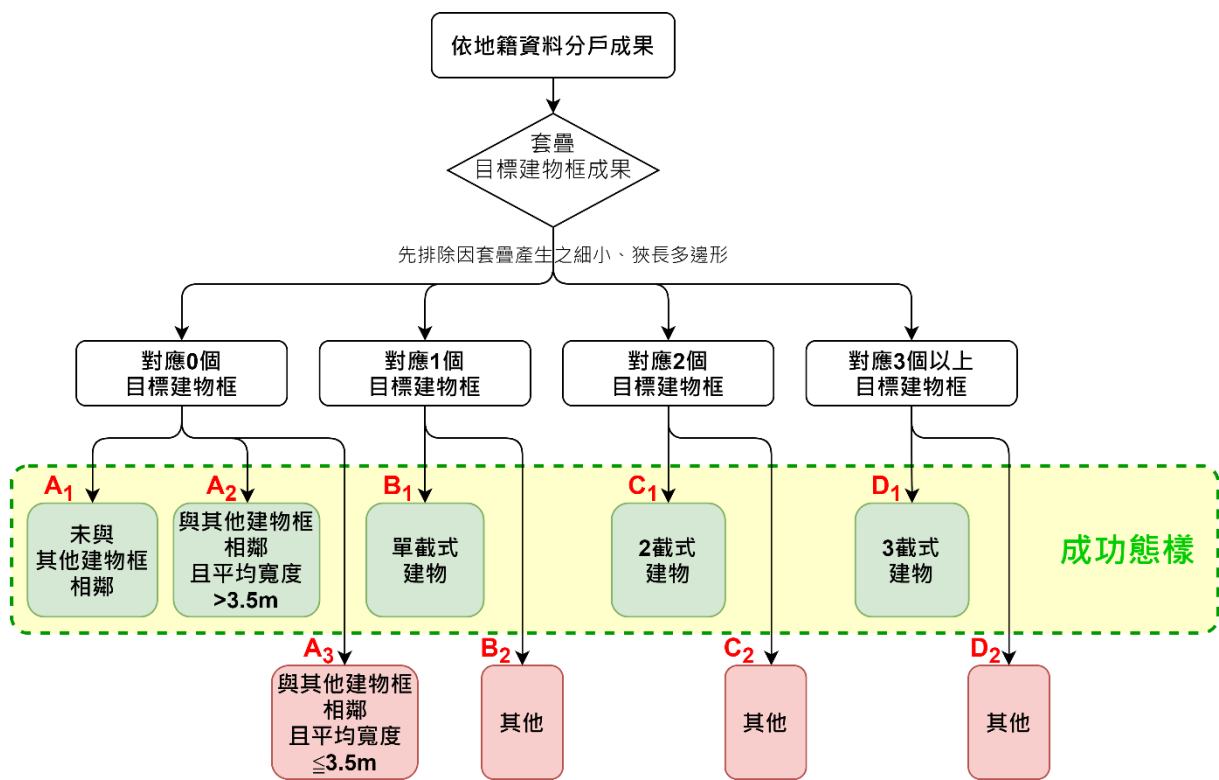 依地籍資料分戶成果
套疊
目標建物框成果
先排除因套疊產生之細小、狹長多邊形
對應0個
目標建物框
對應1個
目標建物框
對應2個
目標建物框
對應3個以上
目標建物框
A1
未與
其他建物框
相鄰
A2
與其他建物框
相鄰
且平均寬度
>3.5m
B1
單截式
建物
C1
2截式
建物
D1
3截式
建物
成功態樣
A3
與其他建物框
相鄰
且平均寬度
≦3.5m
B2
其他
C2
其他
D2
其他